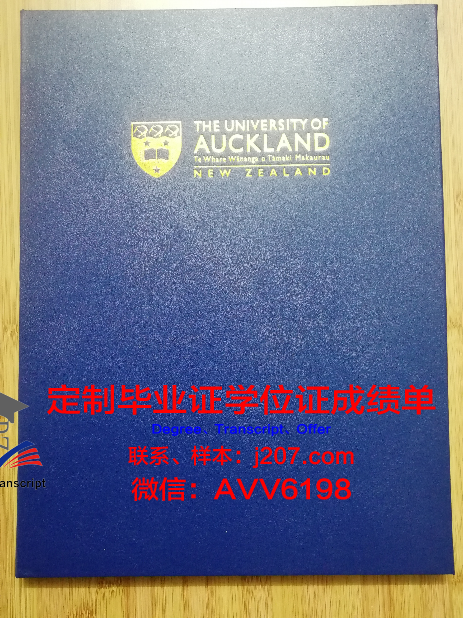 THE UNIVERSITY OF
AUCKLAND
Te Whare Wānanga o Tāmaki Makaurau
NEW ZEALAND
定制毕业证学位证成绩单
Degree、Transcript、Offer
联系、样本：j207.com
anscript
微信：AVV6198